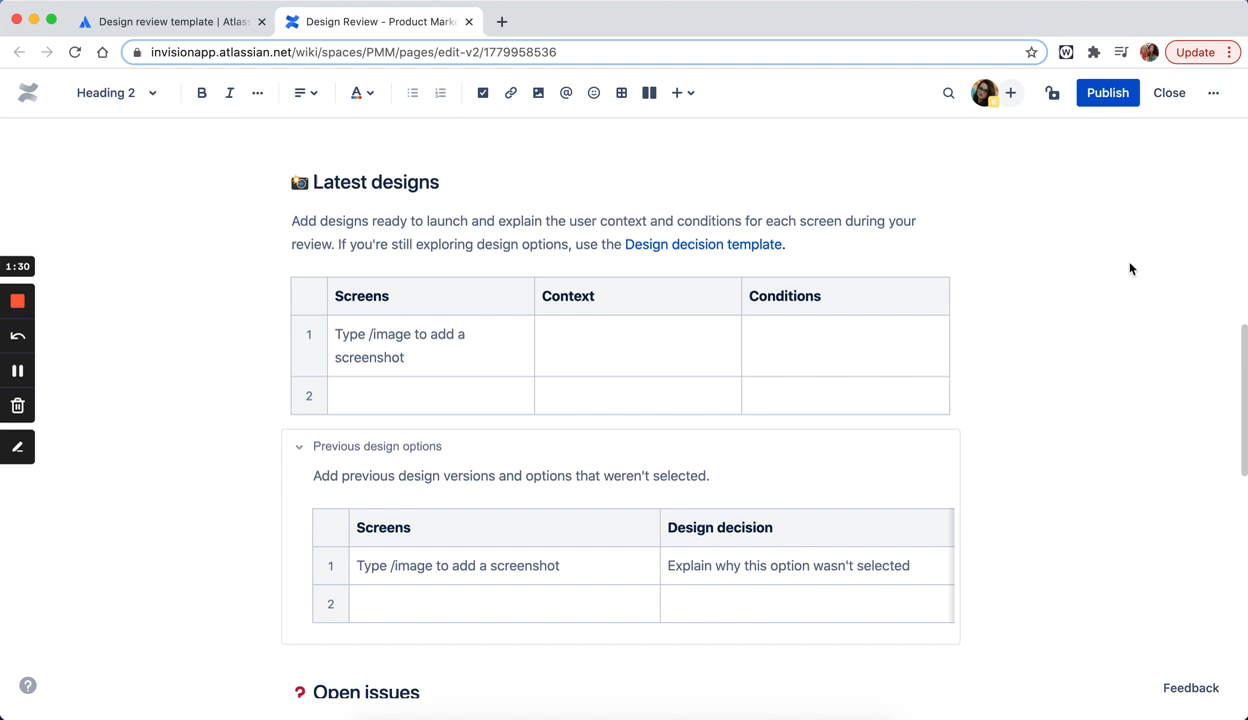 Design review template | Atlass
Design Review - Product Marke
invisionapp.atlassian.net/wiki/spaces/PMM/pages/edit-v2/1779958536
Update
Heading 2
B I A @
Publish
Close
Latest designs
Add designs ready to launch and explain the user context and conditions for each screen during your
review. If you're still exploring design options, use the Design decision template.
1:30
Screens Context Conditions
1 Type /image to add a
screenshot
2
Previous design options
Add previous design versions and options that weren't selected.
Screens Design decision
1 Type /image to add a screenshot Explain why this option wasn't selected
2
? Open issues
? Feedback